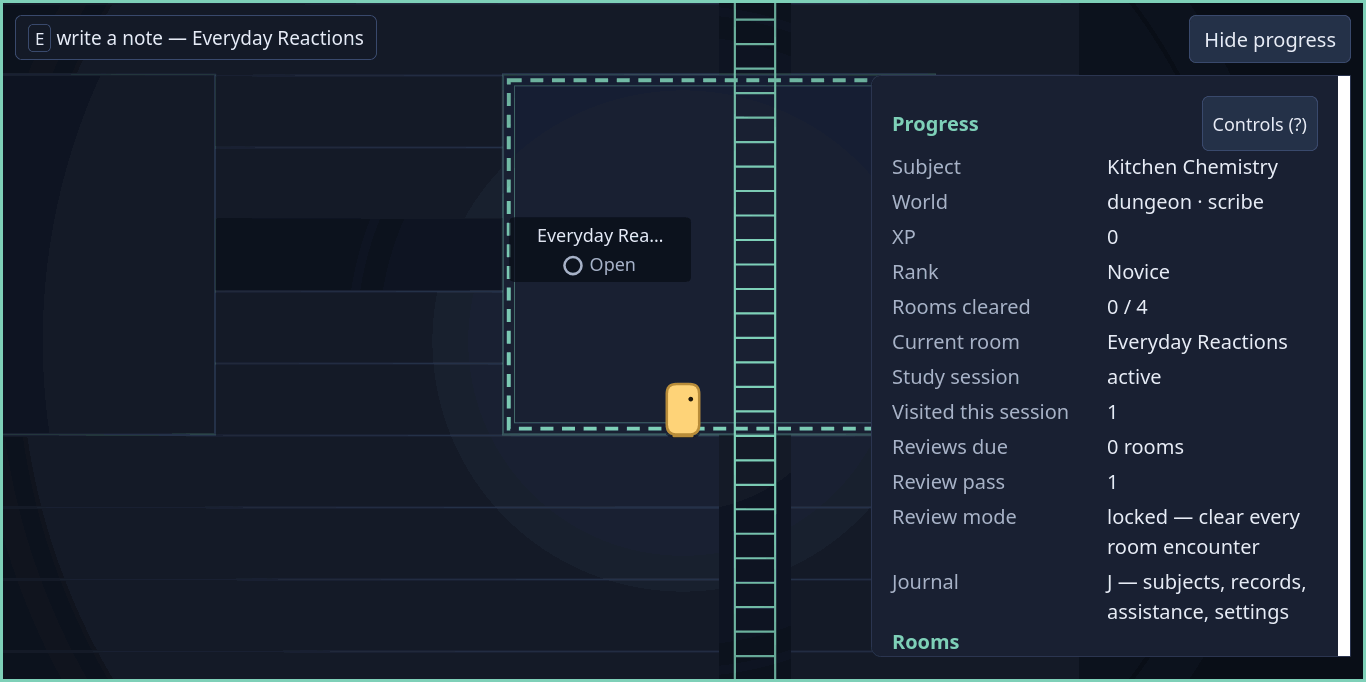 E write a note — Everyday Reactions
Hide progress
Everyday Rea...
Open
Progress
Controls (?)
Subject Kitchen Chemistry
World dungeon · scribe
XP 0
Rank Novice
Rooms cleared 0 / 4
Current room Everyday Reactions
Study session active
Visited this session 1
Reviews due 0 rooms
Review pass 1
Review mode locked — clear every
room encounter
Journal J — subjects, records,
assistance, settings
Rooms